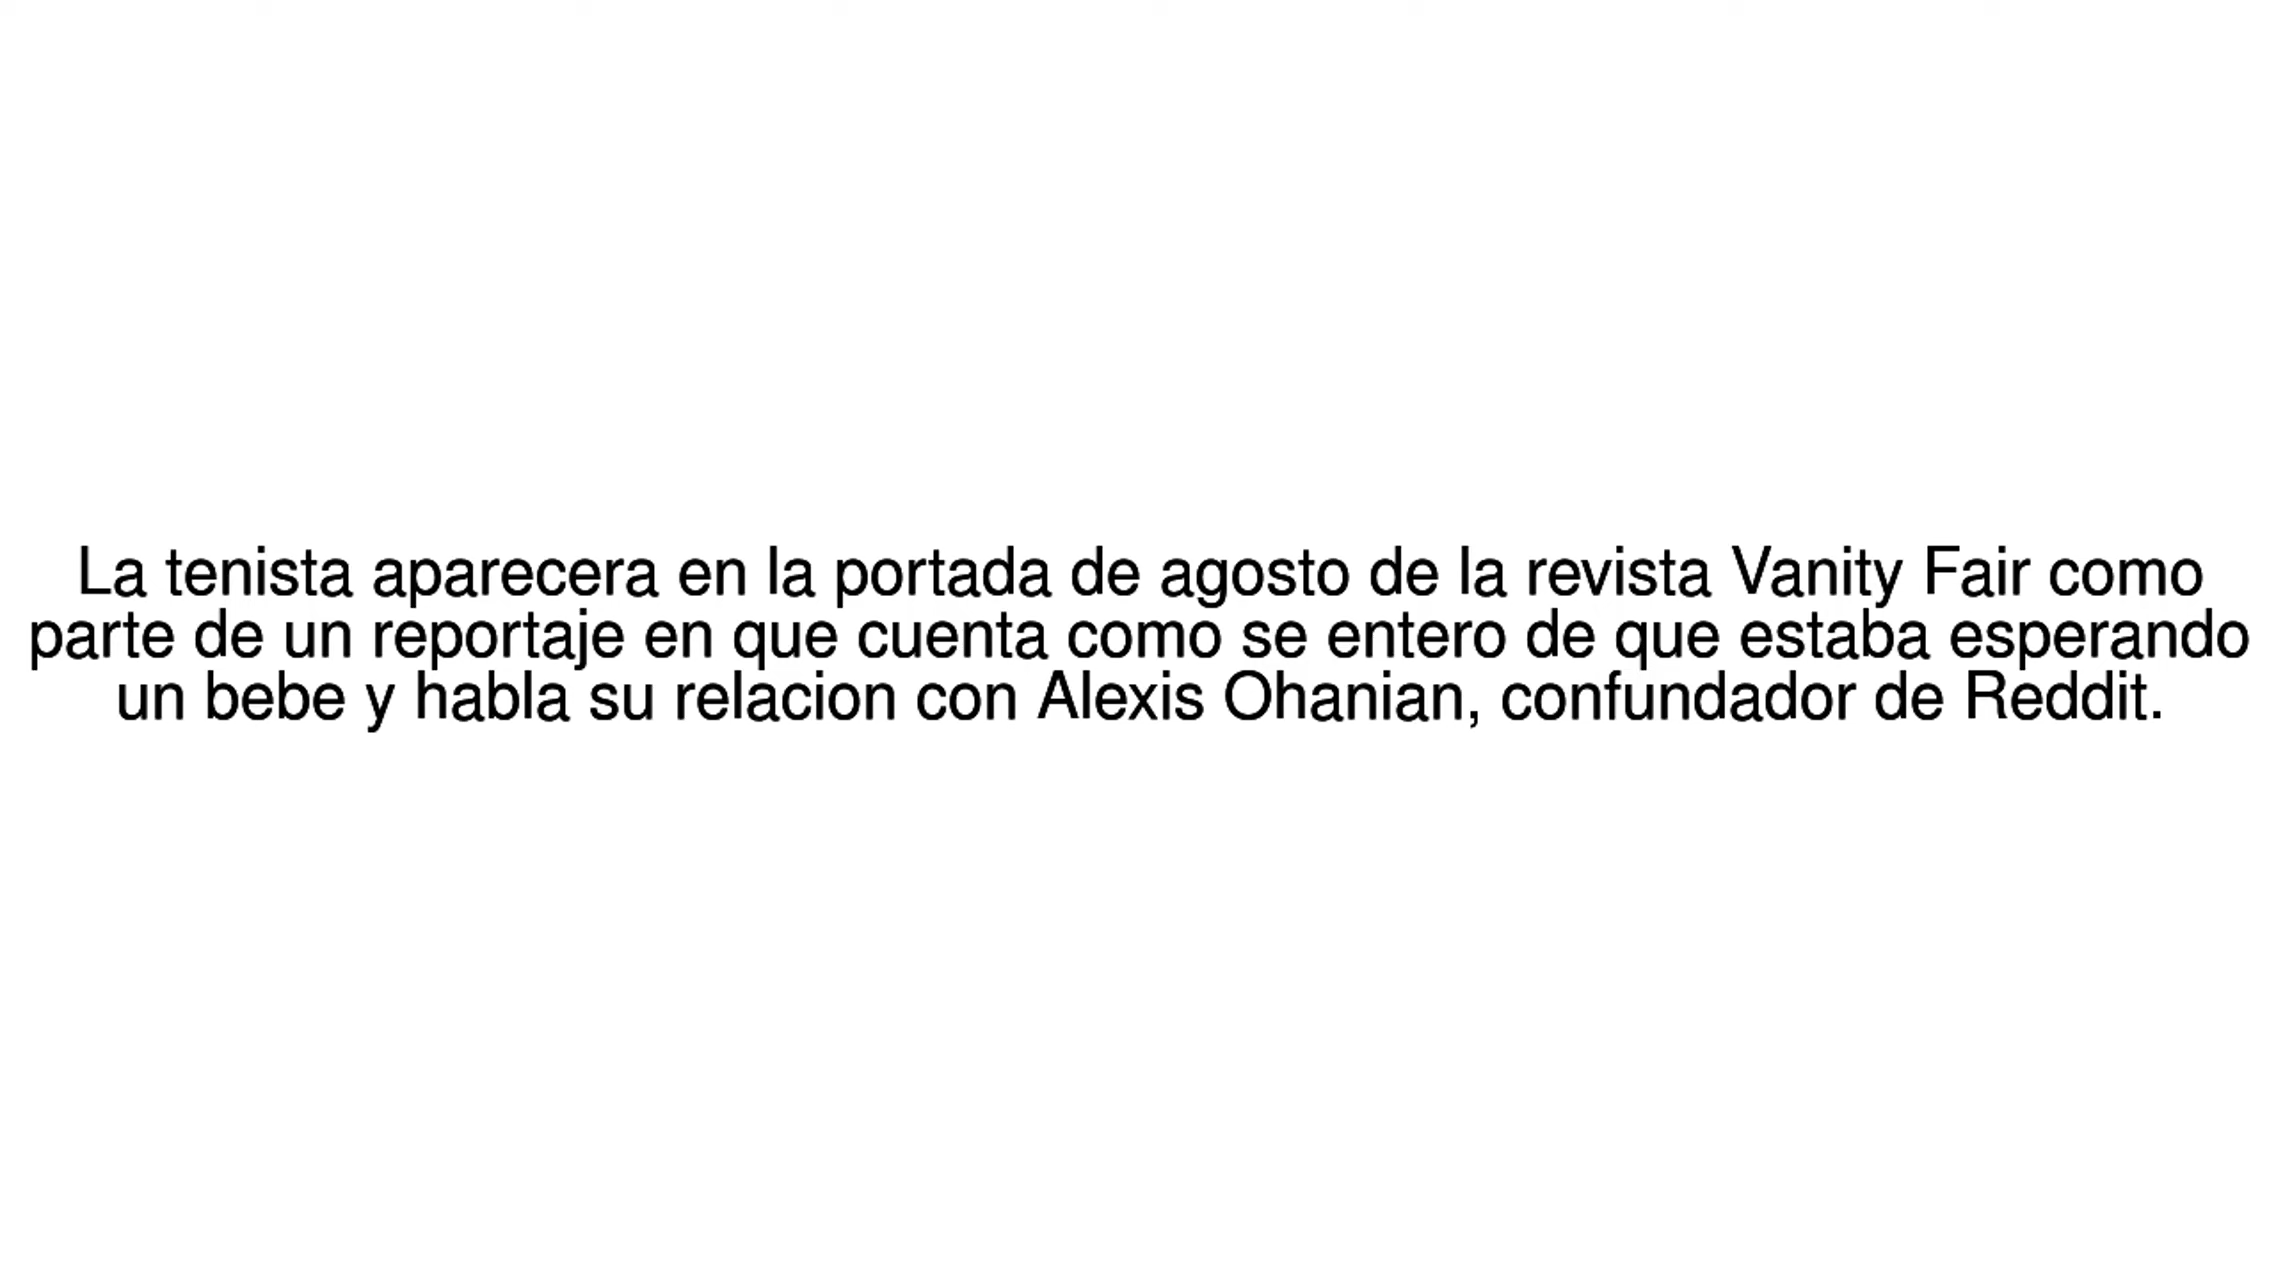 La tenista aparecera en la portada de agosto de la revista Vanity Fair como
parte de un reportaje en que cuenta como se entero de que estaba esperando
un bebe y habla su relacion con Alexis Ohanian, confundador de Reddit.